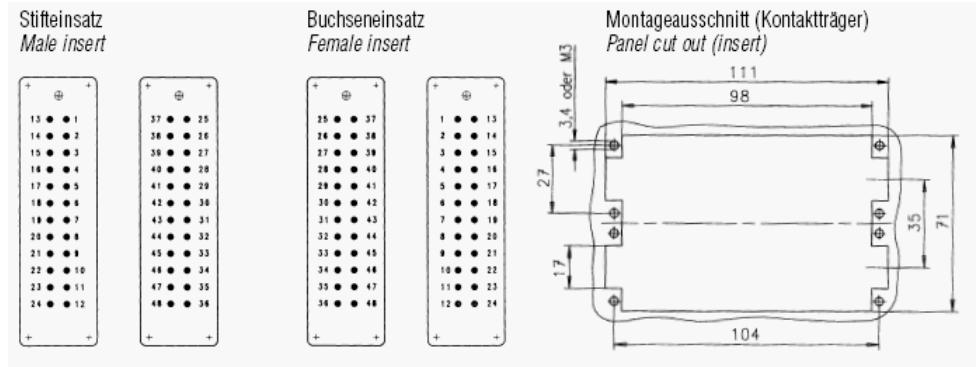 Stifteinsatz
Male insert
Buchseneinsatz
Female insert
Montageausschnitt (Kontaktträger)
Panel cut out (insert)
13 1 37 25 25 37 1 13
14 2 38 26 26 38 2 14
15 3 39 27 27 39 3 15
16 4 40 28 28 40 4 16
17 5 41 29 29 41 5 17
18 6 42 30 30 42 6 18
19 7 43 31 31 43 7 19
20 8 44 32 32 44 8 20
21 9 45 33 33 45 9 21
22 10 46 34 34 46 10 22
23 11 47 35 35 47 11 23
24 12 48 36 36 48 12 24
111
98
3,4 oder M3
27
17
35
71
104